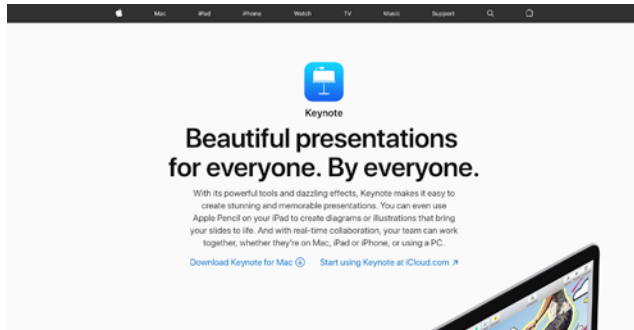 Mac iPad iPhone Watch TV Music Support
Keynote
Beautiful presentations
for everyone. By everyone.
With its powerful tools and dazzling effects, Keynote makes it easy to
create stunning and memorable presentations. You can even use
Apple Pencil on your iPad to create diagrams or illustrations that bring
your slides to life. And with real-time collaboration, your team can work
together, whether they're on Mac, iPad or iPhone, or using a PC.
Download Keynote for Mac Start using Keynote at iCloud.com